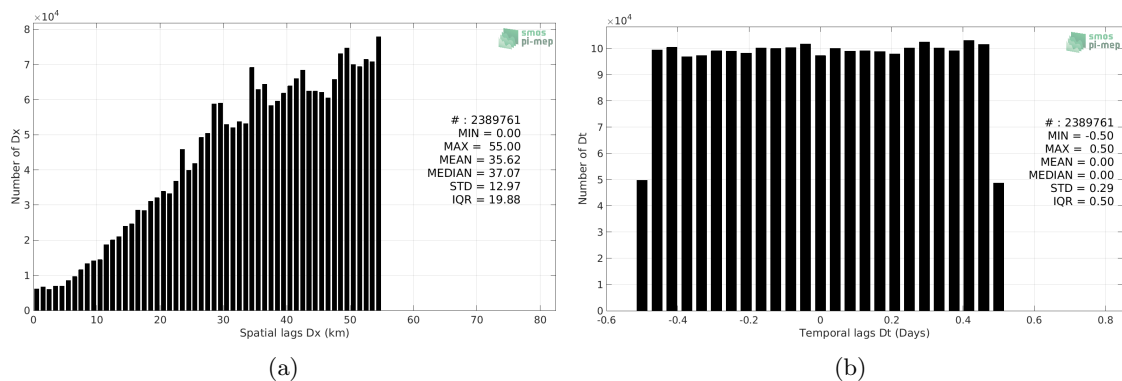 ×10⁴
8
7
6
5
4
3
2
1
0
Number of Dx
0 10 20 30 40 50 60 70 80
Spatial lags Dx (km)
smos
pi-mep
# : 2389761
MIN = 0.00
MAX = 55.00
MEAN = 35.62
MEDIAN = 37.07
STD = 12.97
IQR = 19.88
(a)
×10⁴
10
9
8
7
6
5
4
3
2
1
0
Number of Dt
-0.6 -0.4 -0.2 0 0.2 0.4 0.6 0.8
Temporal lags Dt (Days)
smos
pi-mep
# : 2389761
MIN = -0.50
MAX = 0.50
MEAN = 0.00
MEDIAN = 0.00
STD = 0.29
IQR = 0.50
(b)